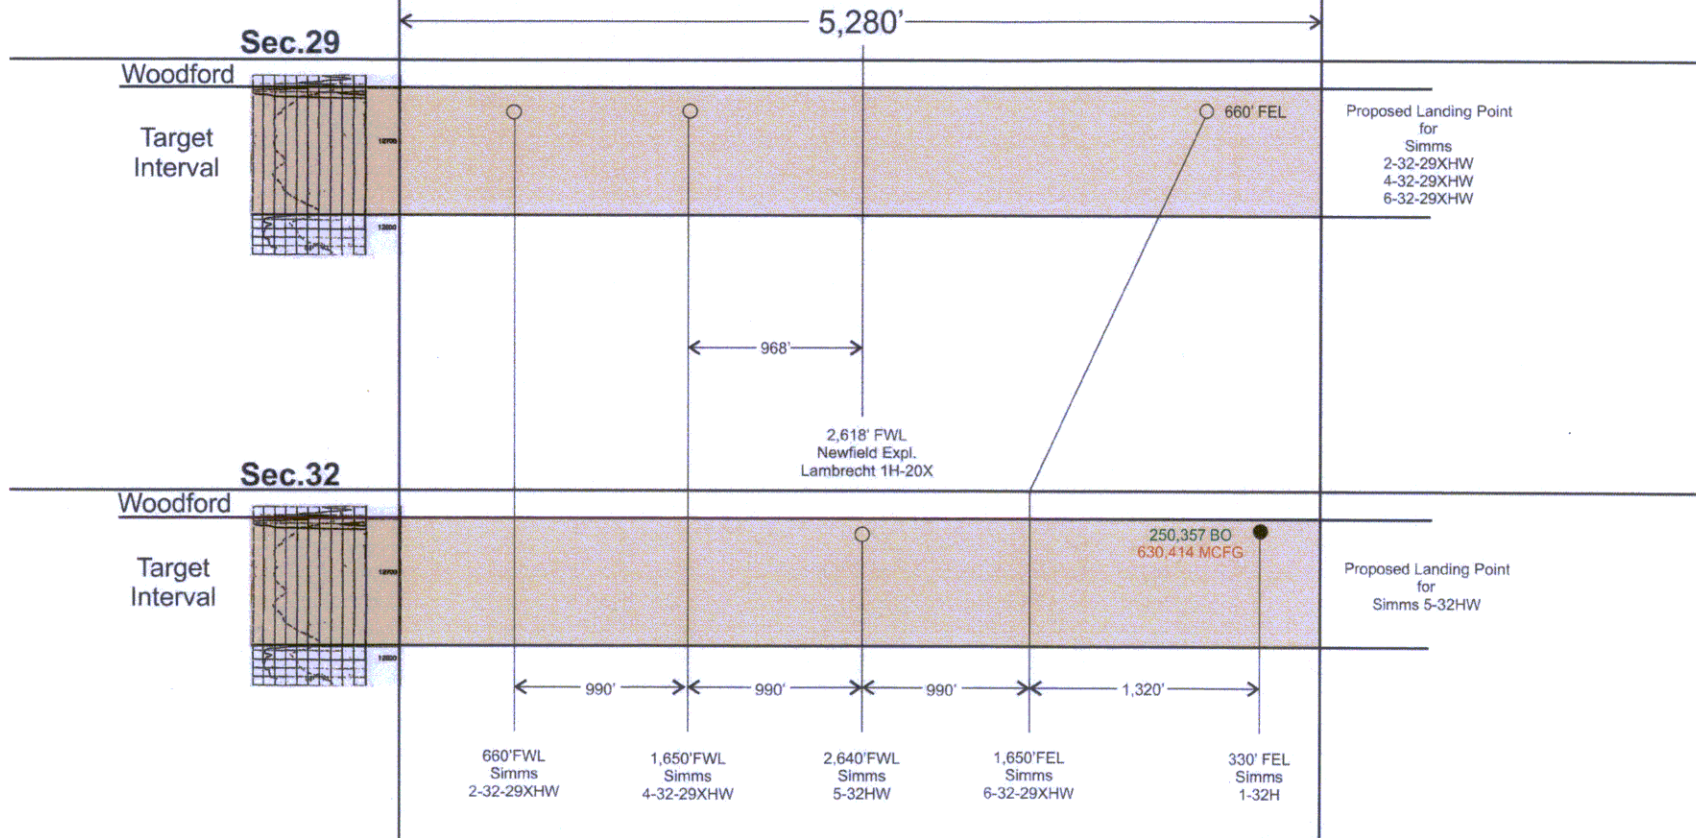 5,280'
Sec.29
Woodford
Target
Interval
12700
12800
660' FEL
Proposed Landing Point
for
Simms
2-32-29XHW
4-32-29XHW
6-32-29XHW
968'
2,618' FWL
Newfield Expl.
Lambrecht 1H-20X
Sec.32
Woodford
Target
Interval
12700
12800
250,357 BO
630,414 MCFG
Proposed Landing Point
for
Simms 5-32HW
990'
990'
990'
1,320'
660'FWL
Simms
2-32-29XHW
1,650'FWL
Simms
4-32-29XHW
2,640'FWL
Simms
5-32HW
1,650'FEL
Simms
6-32-29XHW
330' FEL
Simms
1-32H